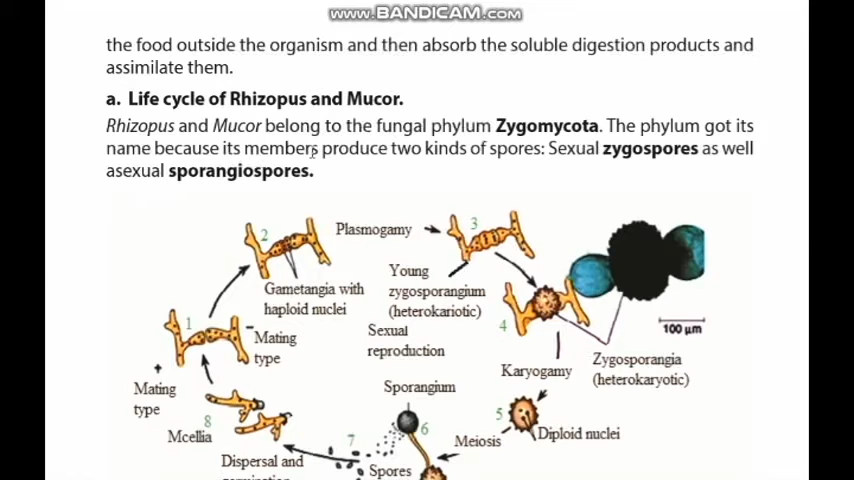 www.BANDICAM.com
the food outside the organism and then absorb the soluble digestion products and
assimilate them.
a. Life cycle of Rhizopus and Mucor.
Rhizopus and Mucor belong to the fungal phylum Zygomycota. The phylum got its
name because its members produce two kinds of spores: Sexual zygospores as well
asexual sporangiospores.
2
Plasmogamy
3
Gametangia with
haploid nuclei
Young
zygosporangium
(heterokariotic)
Sexual
reproduction
4
100 µm
1
- Mating
type
Karyogamy
Zygosporangia
(heterokaryotic)
+
Mating
type
Sporangium
5
Diploid nuclei
8
Mcellia
6
Meiosis
7
Dispersal and
Spores